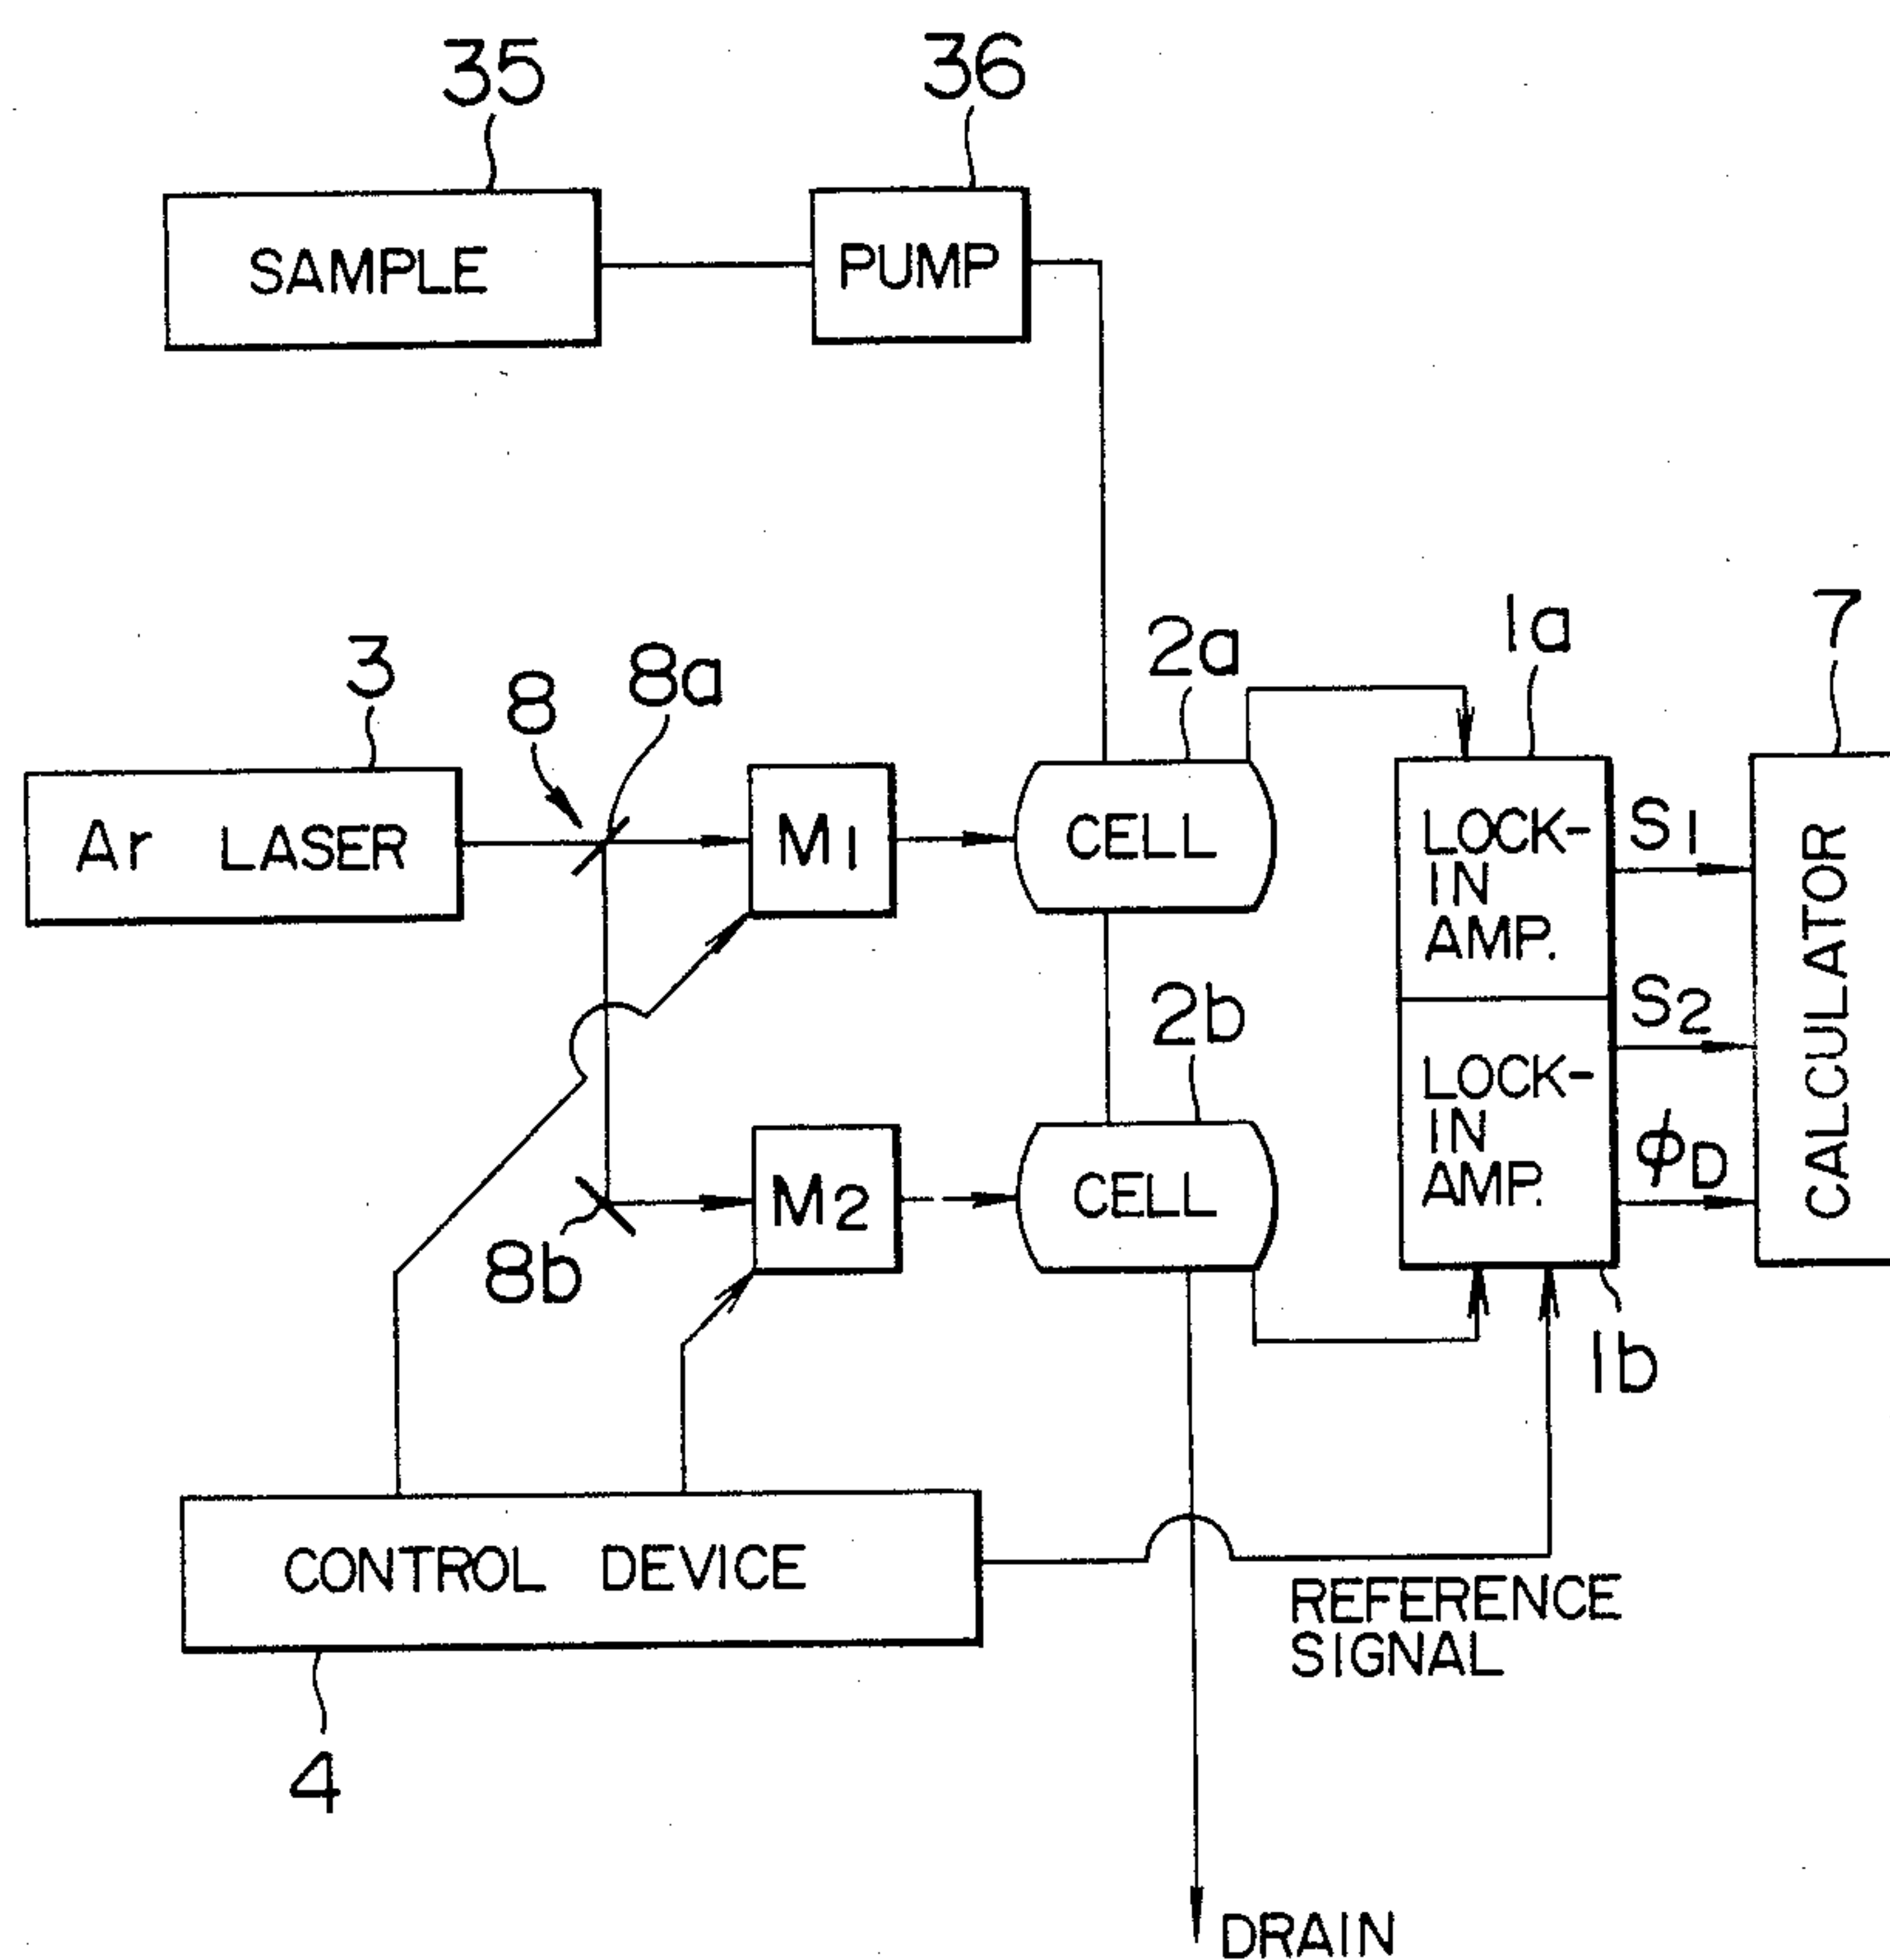 35
36
SAMPLE
PUMP
3
8
8a
2a
1a
7
Ar LASER
M1
CELL
LOCK-
IN
AMP.
S1
CALCULATOR
2b
S2
8b
M2
CELL
LOCK-
IN
AMP.
ϕD
1b
CONTROL DEVICE
REFERENCE
SIGNAL
4
DRAIN